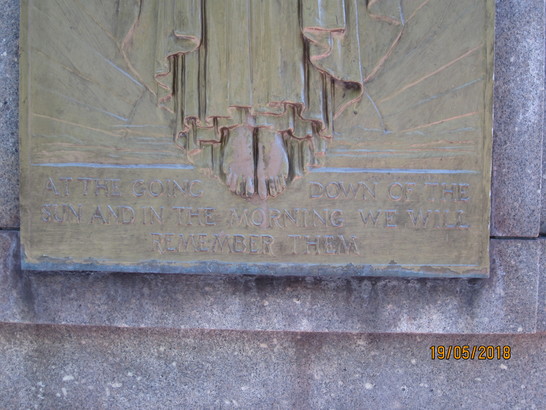 AT THE GOING DOWN OF THE
SUN AND IN THE MORNING WE WILL
REMEMBER THEM
19/05/2018